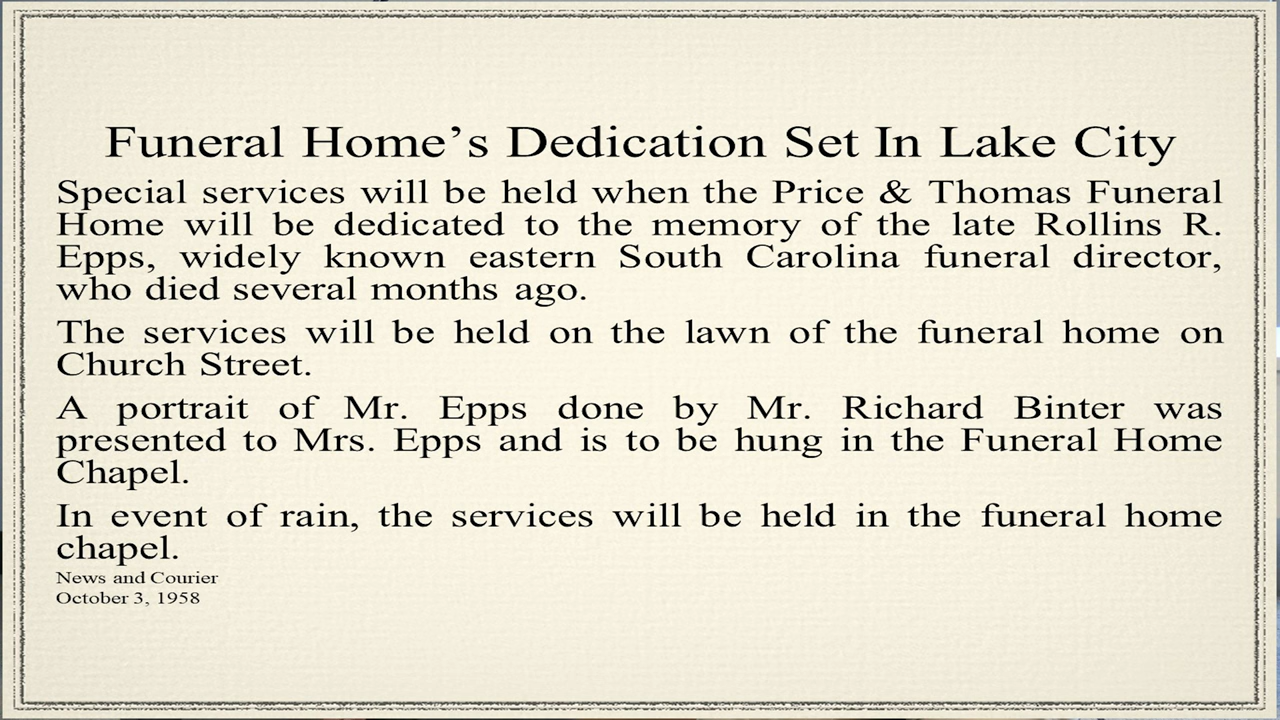 Funeral Home’s Dedication Set In Lake City
Special services will be held when the Price & Thomas Funeral
Home will be dedicated to the memory of the late Rollins R.
Epps, widely known eastern South Carolina funeral director,
who died several months ago.
The services will be held on the lawn of the funeral home on
Church Street.
A portrait of Mr. Epps done by Mr. Richard Binter was
presented to Mrs. Epps and is to be hung in the Funeral Home
Chapel.
In event of rain, the services will be held in the funeral home
chapel.
News and Courier
October 3, 1958